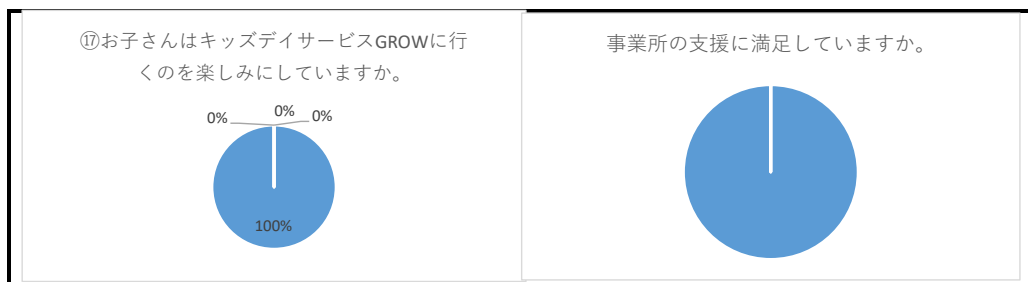 ⑰お子さんはキッズデイサービスGROWに行
くのを楽しみにしていますか。
0%
0%
0%
100%
事業所の支援に満足していますか。